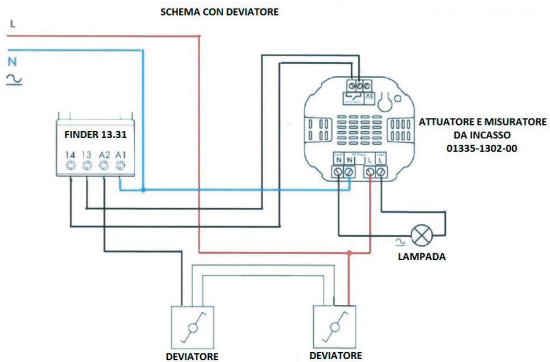 SCHEMA CON DEVIATORE
L
N
FINDER 13.31
14 13 A2 A1
ATTUATORE E MISURATORE
DA INCASSO
01335-1302-00
N N L L
LAMPADA
DEVIATORE
DEVIATORE